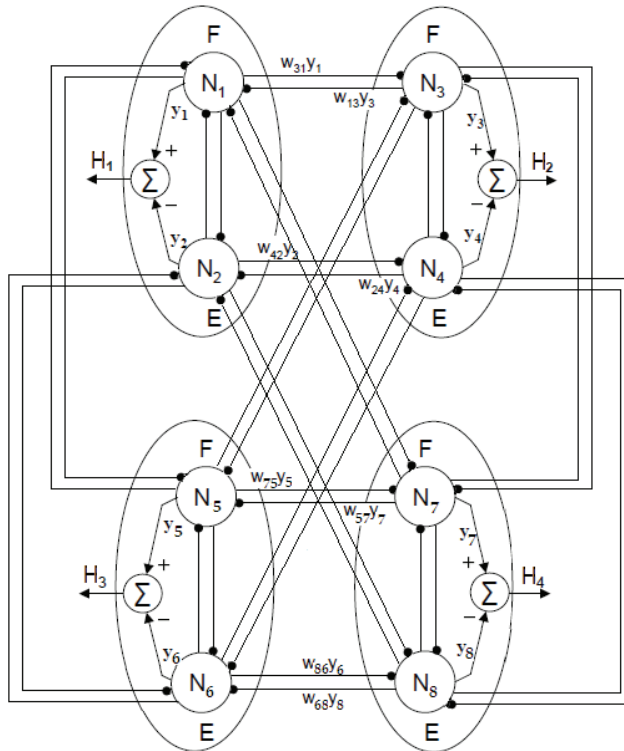 F F
w₃₁y₁
N₁ N₃
w₁₃y₃
y₁ y₃
+ +
H₁ Σ Σ H₂
− −
y₂ y₄
w₄₂y₂
N₂ N₄
w₂₄y₄
E E
F F
w₇₅y₅
N₅ N₇
w₅₇y₇
y₅ y₇
+ +
H₃ Σ Σ H₄
− −
y₆ y₈
w₈₆y₆
N₆ N₈
w₆₈y₈
E E